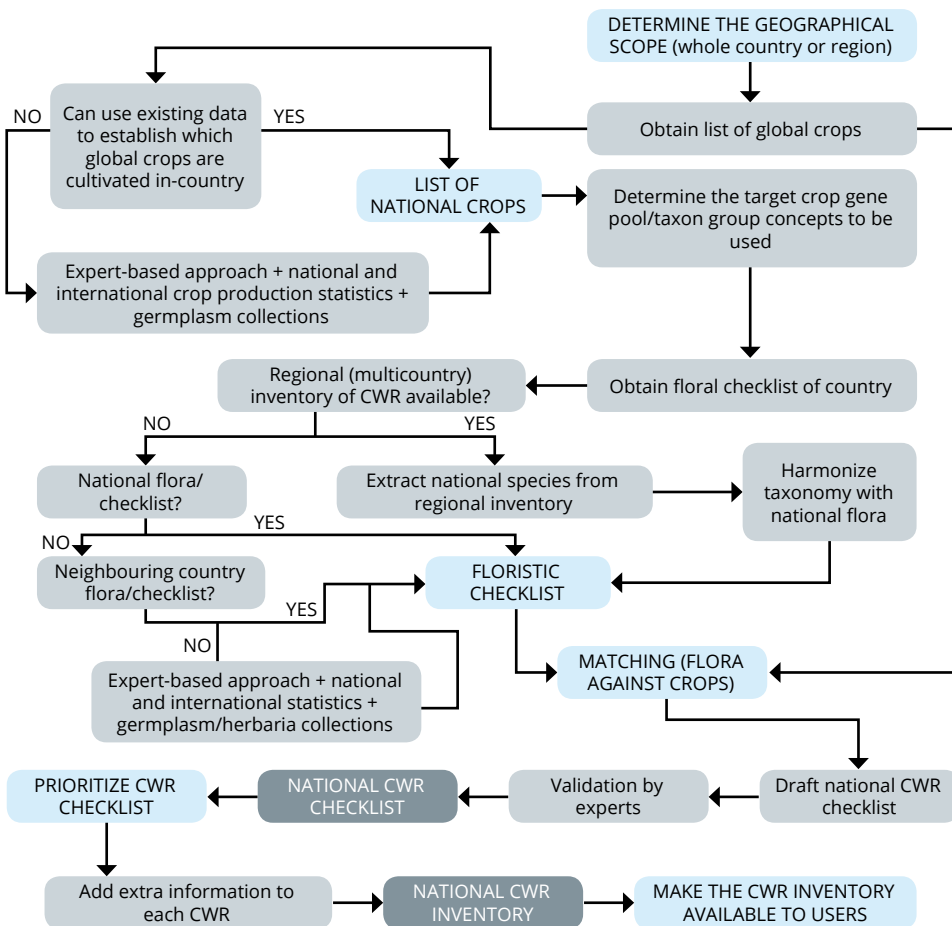 DETERMINE THE GEOGRAPHICAL
SCOPE (whole country or region)
Obtain list of global crops
NO
Can use existing data
to establish which
global crops are
cultivated in-country
YES
LIST OF
NATIONAL CROPS
Determine the target crop gene
pool/taxon group concepts to be
used
Expert-based approach + national and
international crop production statistics +
germplasm collections
Regional (multicountry)
inventory of CWR available?
Obtain floral checklist of country
NO
YES
National flora/
checklist?
Extract national species from
regional inventory
Harmonize
taxonomy with
national flora
NO
YES
Neighbouring country
flora/checklist?
YES
FLORISTIC
CHECKLIST
NO
Expert-based approach + national
and international statistics +
germplasm/herbaria collections
MATCHING (FLORA
AGAINST CROPS)
PRIORITIZE CWR
CHECKLIST
NATIONAL CWR
CHECKLIST
Validation by
experts
Draft national CWR
checklist
Add extra information to
each CWR
NATIONAL CWR
INVENTORY
MAKE THE CWR INVENTORY
AVAILABLE TO USERS